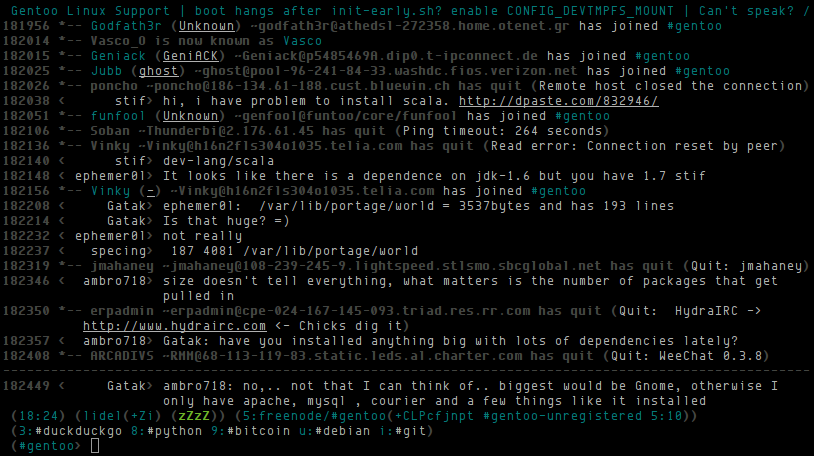 Gentoo Linux Support | boot hangs after init-early.sh? enable CONFIG_DEVTMPFS_MOUNT | Can't speak? /
181956 *-- Godfath3r (Unknown) ~godfath3r@athedsl-272358.home.otenet.gr has joined #gentoo
182014 *-- Vasco_O is now known as Vasco
182015 *-- Geniack (GeniACK) ~Geniack@p5485469A.dip0.t-ipconnect.de has joined #gentoo
182025 *-- Jubb (ghost) ~ghost@pool-96-241-84-33.washdc.fios.verizon.net has joined #gentoo
182026 *-- poncho ~poncho@186-134.61-188.cust.bluewin.ch has quit (Remote host closed the connection)
182038 <     stif> hi, i have problem to install scala. http://dpaste.com/832946/
182051 *-- funfool (Unknown) ~genfool@funtoo/core/funfool has joined #gentoo
182106 *-- Soban ~Thunderbi@2.176.61.45 has quit (Ping timeout: 264 seconds)
182136 *-- Vinky ~Vinky@h16n2fls304o1035.telia.com has quit (Read error: Connection reset by peer)
182140 <     stif> dev-lang/scala
182148 < ephemer0l> It looks like there is a dependence on jdk-1.6 but you have 1.7 stif
182156 *-- Vinky (-) ~Vinky@h16n2fls304o1035.telia.com has joined #gentoo
182208 <    Gatak> ephemer0l:  /var/lib/portage/world = 3537bytes and has 193 lines
182214 <    Gatak> Is that huge? =)
182232 < ephemer0l> not really
182237 <  specing>  187 4081 /var/lib/portage/world
182319 *-- jmahaney ~jmahaney@108-239-245-9.lightspeed.stlsmo.sbcglobal.net has quit (Quit: jmahaney)
182346 <  ambro718> size doesn't tell everything, what matters is the number of packages that get
pulled in
182350 *-- erpadmin ~erpadmin@cpe-024-167-145-093.triad.res.rr.com has quit (Quit:  HydraIRC ->
http://www.hydrairc.com <- Chicks dig it)
182357 <  ambro718> Gatak: have you installed anything big with lots of dependencies lately?
182408 *-- ARCADIVS ~RMM@68-113-119-83.static.leds.al.charter.com has quit (Quit: WeeChat 0.3.8)
182449 <    Gatak> ambro718: no,.. not that I can think of.. biggest would be Gnome, otherwise I
only have apache, mysql , courier and a few things like it installed
(18:24) (lidel(+Zi) (zZzZ)) (5:freenode/#gentoo(+CLPcfjnpt #gentoo-unregistered 5:10))
(3:#duckduckgo 8:#python 9:#bitcoin u:#debian i:#git)
(#gentoo>